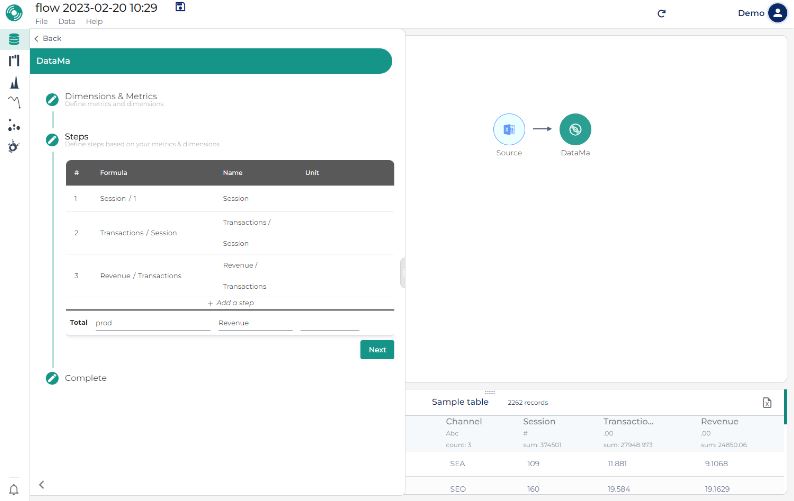 flow 2023-02-20 10:29
Demo
File Data Help
Back
DataMa
Dimensions & Metrics
Define metrics and dimensions
Steps
Define steps based on your metrics & dimensions
# Formula Name Unit
1 Session / 1 Session
2 Transactions / Session Transactions /
Session
3 Revenue / Transactions Revenue /
Transactions
+ Add a step
Total prod Revenue
Next
Complete
Source
DataMa
Sample table 2262 records
Channel Session Transactio... Revenue
Abc # .00 .00
count: 3 sum: 374501 sum: 27948.973 sum: 24850.06
SEA 109 11.881 9.1068
SEO 160 19.584 19.1629